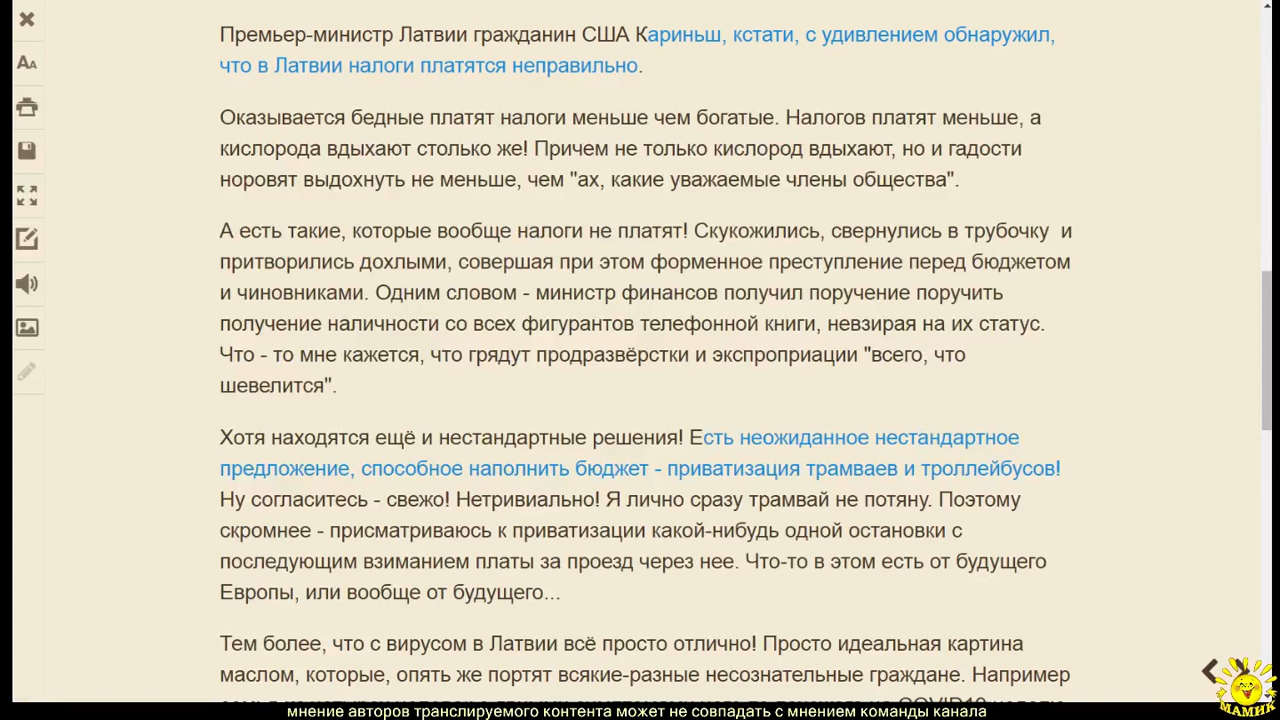 Премьер-министр Латвии гражданин США Кариньш, кстати, с удивлением обнаружил,
что в Латвии налоги платятся неправильно.
Оказывается бедные платят налоги меньше чем богатые. Налогов платят меньше, а
кислорода вдыхают столько же! Причем не только кислород вдыхают, но и гадости
норовят выдохнуть не меньше, чем "ах, какие уважаемые члены общества".
А есть такие, которые вообще налоги не платят! Скукожились, свернулись в трубочку и
притворились дохлыми, совершая при этом форменное преступление перед бюджетом
и чиновниками. Одним словом - министр финансов получил поручение поручить
получение наличности со всех фигурантов телефонной книги, невзирая на их статус.
Что - то мне кажется, что грядут продразвёрстки и экспроприации "всего, что
шевелится".
Хотя находятся ещё и нестандартные решения! Есть неожиданное нестандартное
предложение, способное наполнить бюджет - приватизация трамваев и троллейбусов!
Ну согласитесь - свежо! Нетривиально! Я лично сразу трамвай не потяну. Поэтому
скромнее - присматриваюсь к приватизации какой-нибудь одной остановки с
последующим взиманием платы за проезд через нее. Что-то в этом есть от будущего
Европы, или вообще от будущего...
Тем более, что с вирусом в Латвии всё просто отлично! Просто идеальная картина
маслом, которые, опять же портят всякие-разные несознательные граждане. Например
мнение авторов транслируемого контента может не совпадать с мнением команды канала
МАМИК